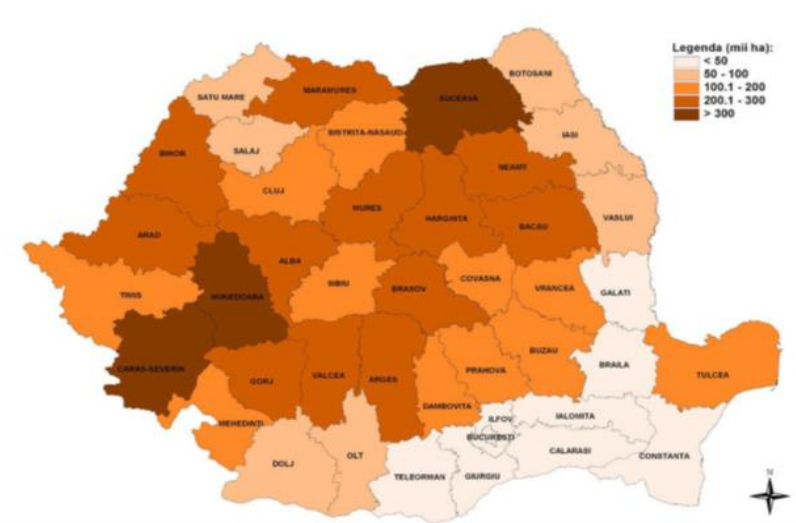 Legenda (mii ha):
< 50
50 - 100
100.1 - 200
200.1 - 300
> 300
BOTOSANI
SUCEAVA
MARAMURES
SATU MARE
BISTRITA-NASAUD
IASI
SALAJ
BIHOR
NEAMT
CLUJ
MURES
HARGHITA
VASLUI
BACAU
ARAD
ALBA
COVASNA
SIBIU
BRASOV
VRANCEA
GALATI
TIMIS
HUNEDOARA
BUZAU
BRAILA
CARAS-SEVERIN
PRAHOVA
VALCEA
ARGES
GORJ
TULCEA
DAMBOVITA
IALOMITA
ILFOV
MEHEDINTI
BUCURESTI
CALARASI
CONSTANTA
OLT
DOLJ
TELEORMAN
GIURGIU
N